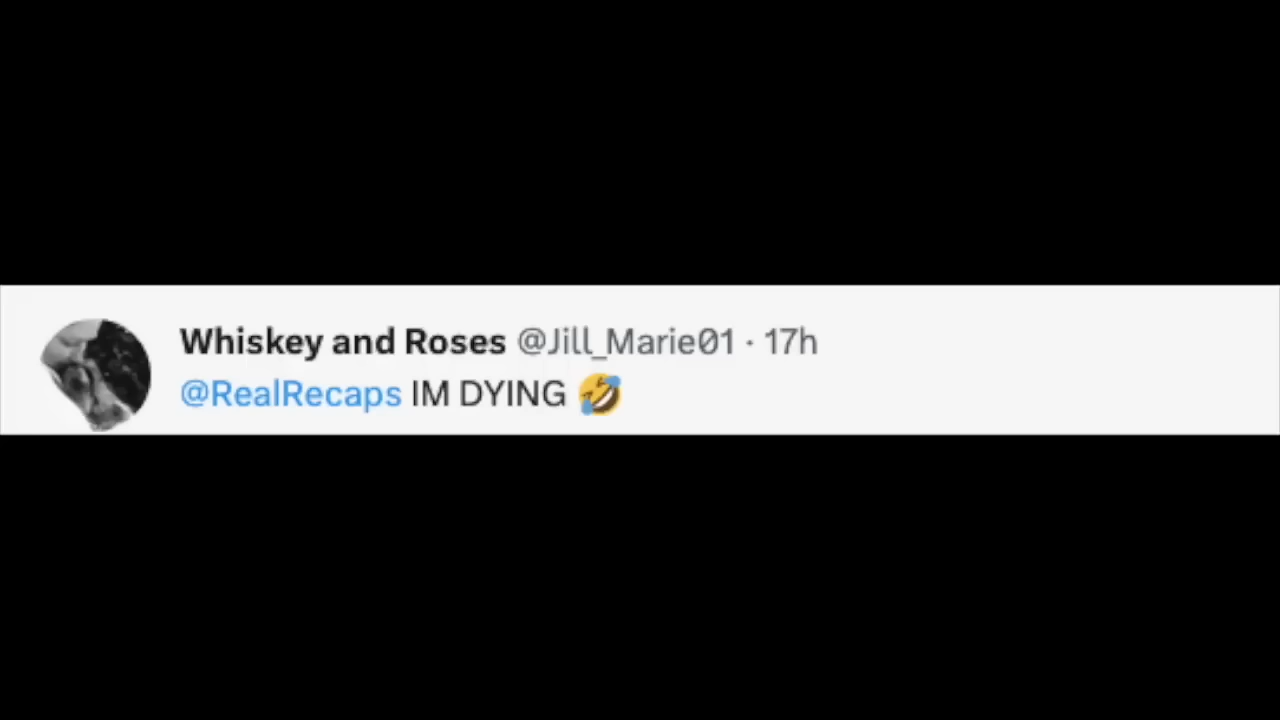 Whiskey and Roses @Jill_Marie01 · 17h
@RealRecaps IM DYING 🤣